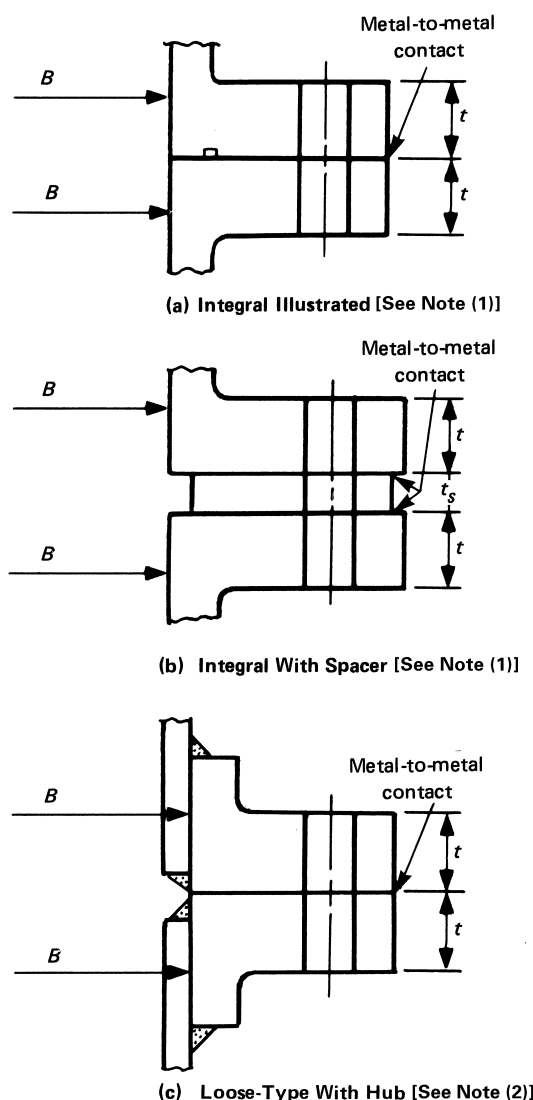 Metal-to-metal
contact
B
t
B
t
(a) Integral Illustrated [See Note (1)]
Metal-to-metal
contact
B
t
t_s
B
t
(b) Integral With Spacer [See Note (1)]
Metal-to-metal
contact
B
t
B
t
(c) Loose-Type With Hub [See Note (2)]